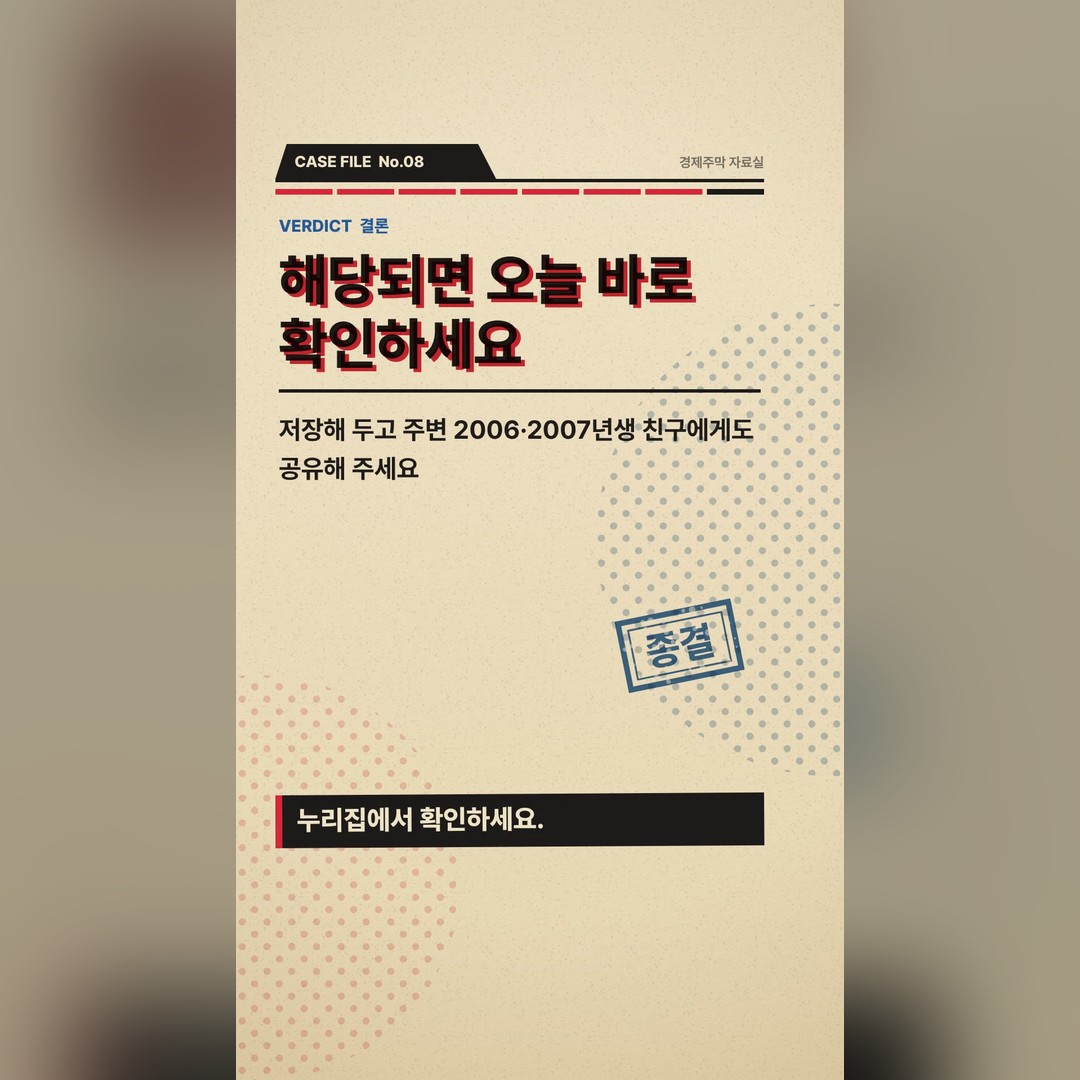 CASE FILE No.08
경제주막 자료실
VERDICT 결론
해당되면 오늘 바로
확인하세요
저장해 두고 주변 2006·2007년생 친구에게도
공유해 주세요
종결
누리집에서 확인하세요.